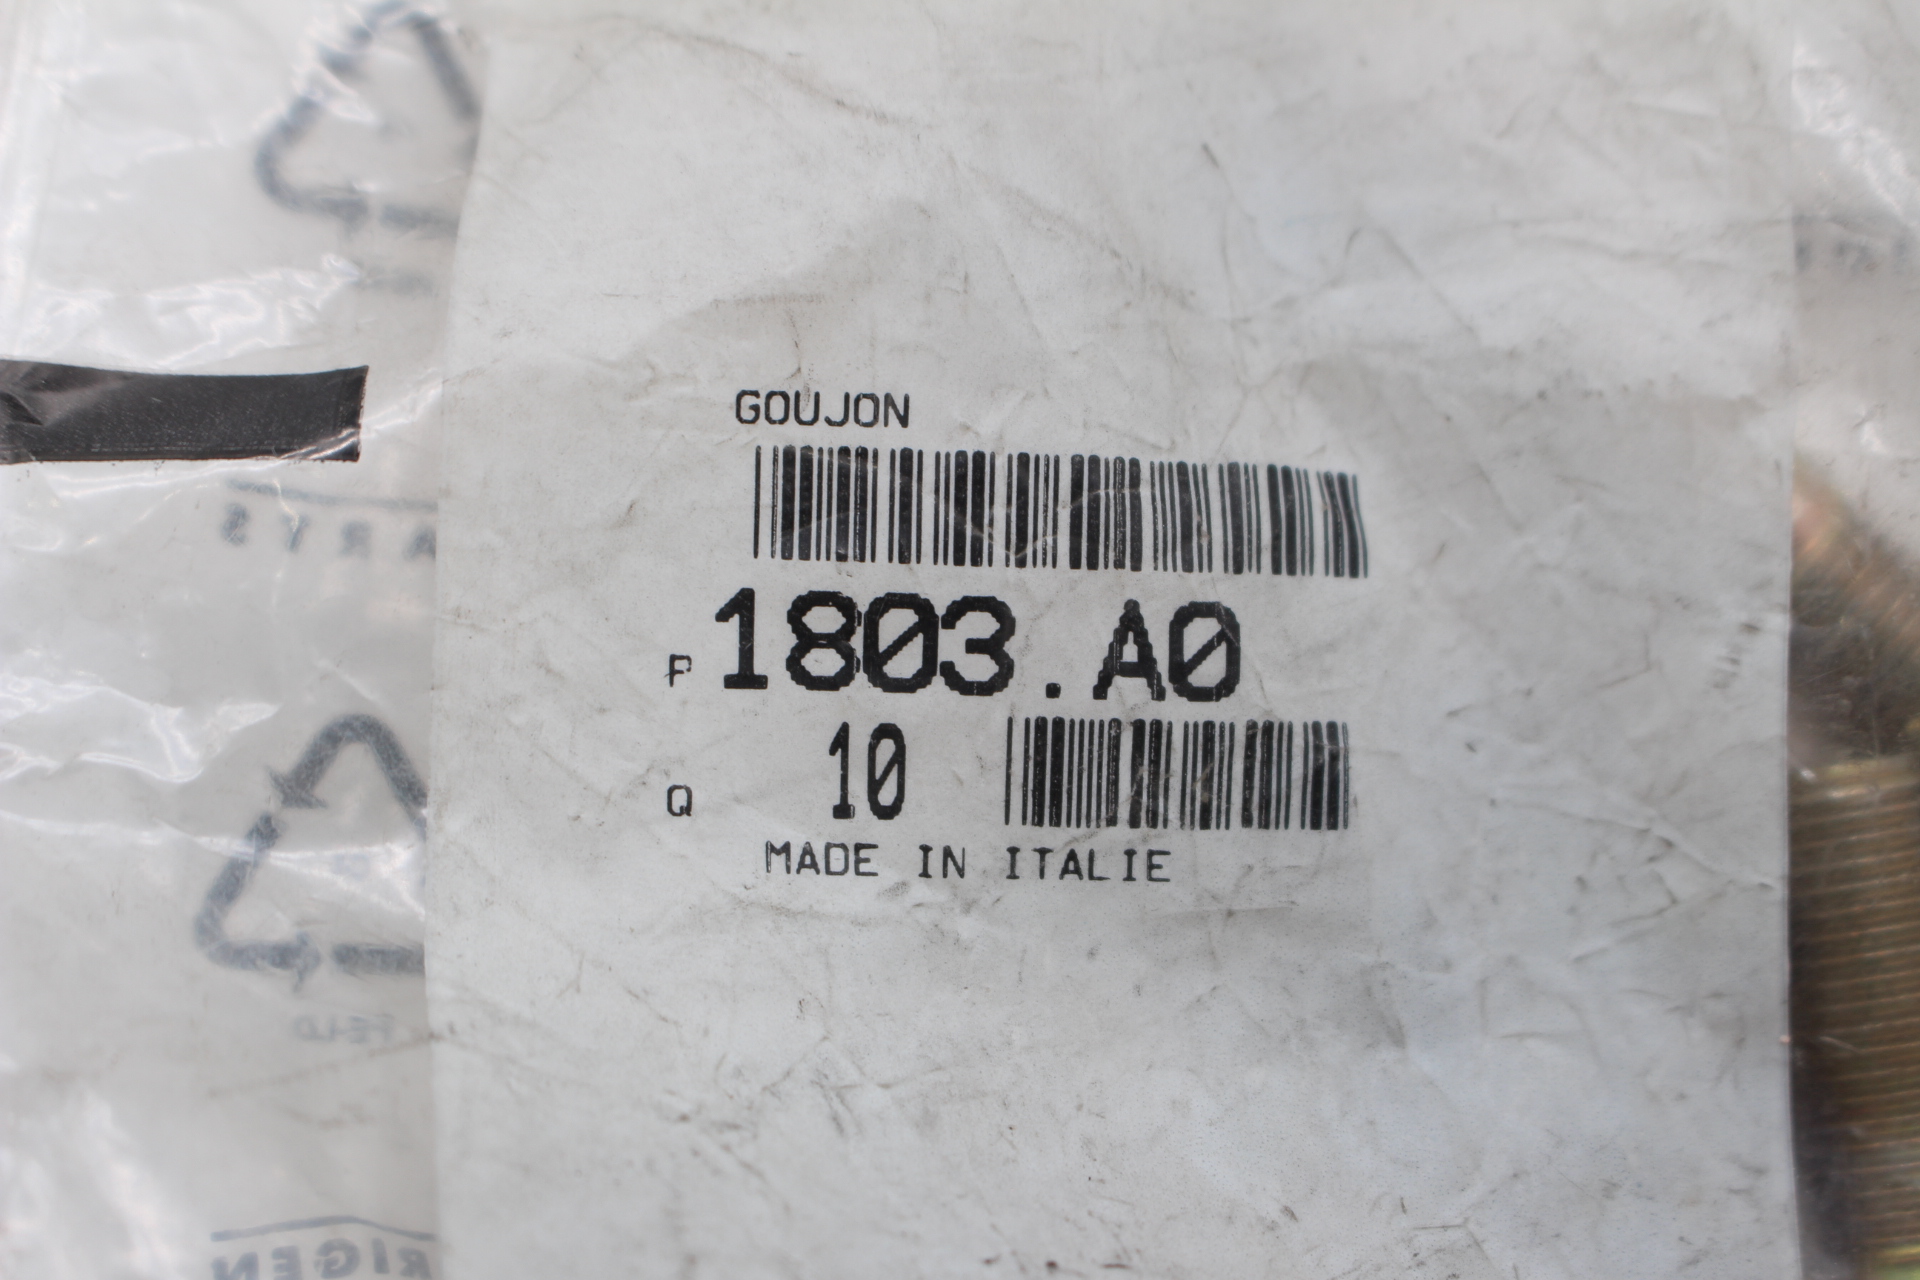 GOUJON
P 1803.A0
Q 10
MADE IN ITALIE